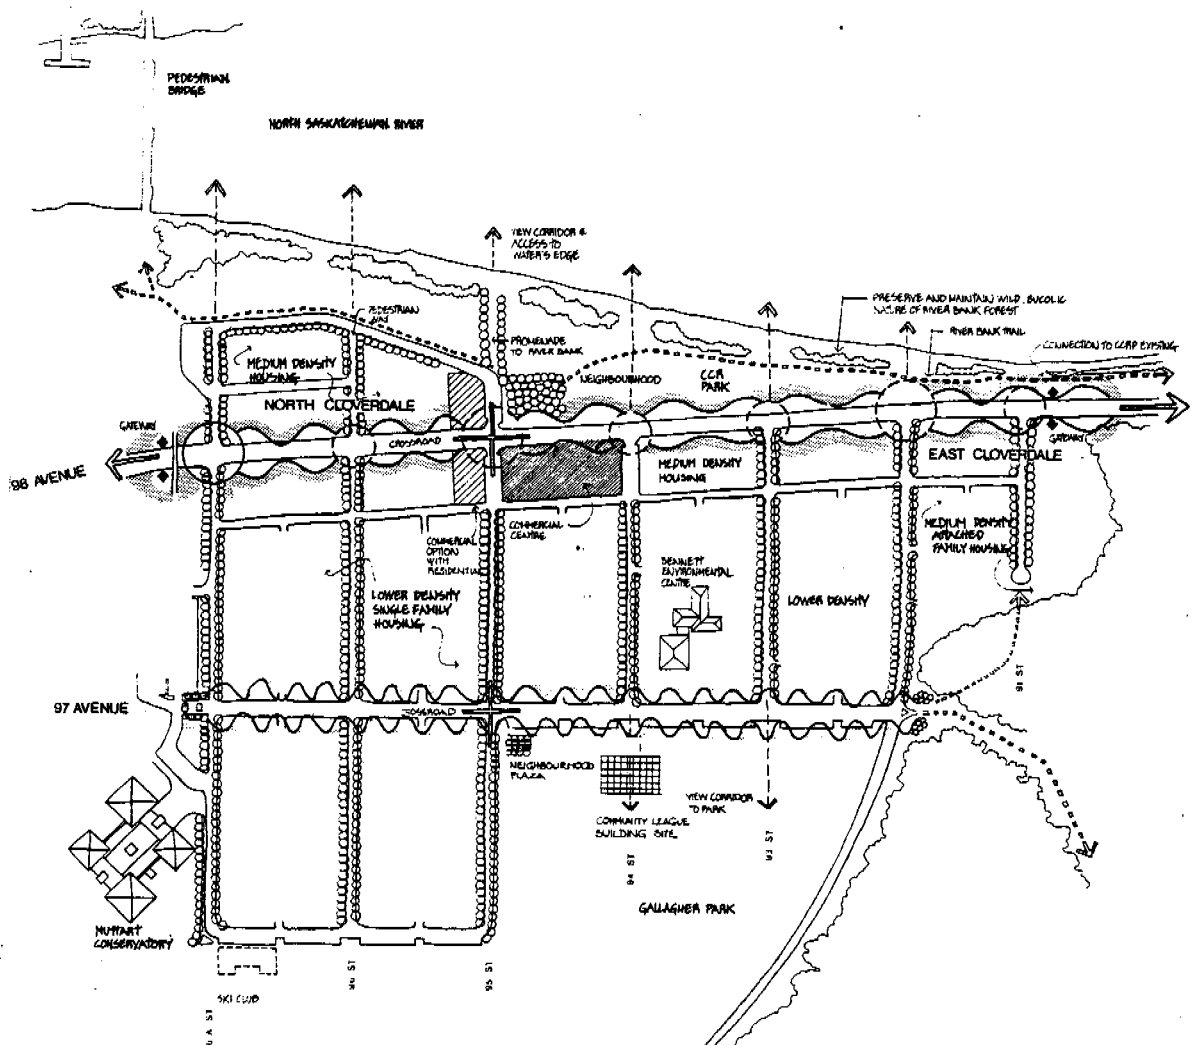 PEDESTRIAN
BRIDGE
NORTH SASKATCHEWAN RIVER
VIEW CORRIDOR &
ACCESS TO
WATER'S EDGE
PRESERVE AND MAINTAIN WILD, BUCOLIC
NATURE OF RIVER BANK FOREST
RIVER BANK TRAIL
CONNECTION TO CCRP EXISTING
PEDESTRIAN
WAY
PROMENADE
TO RIVER BANK
MEDIUM DENSITY
HOUSING
NEIGHBOURHOOD
CCR
PARK
NORTH CLOVERDALE
GATEWAY
CROSSROAD
GATEWAY
EAST CLOVERDALE
98 AVENUE
MEDIUM DENSITY
HOUSING
COMMERCIAL
OPTION
WITH
RESIDENTIAL
COMMERCIAL
CENTRE
MEDIUM DENSITY
ATTACHED
FAMILY HOUSING
BENNETT
ENVIRONMENTAL
CENTRE
LOWER DENSITY
SINGLE FAMILY
HOUSING
LOWER DENSITY
91 ST
97 AVENUE
CROSSROAD
NEIGHBOURHOOD
PLAZA
VIEW CORRIDOR
TO PARK
COMMUNITY LEAGUE
BUILDING SITE
93 ST
94 ST
GALLAGHER PARK
MUTTART
CONSERVATORY
SKI CLUB
96 ST
95 ST
A ST